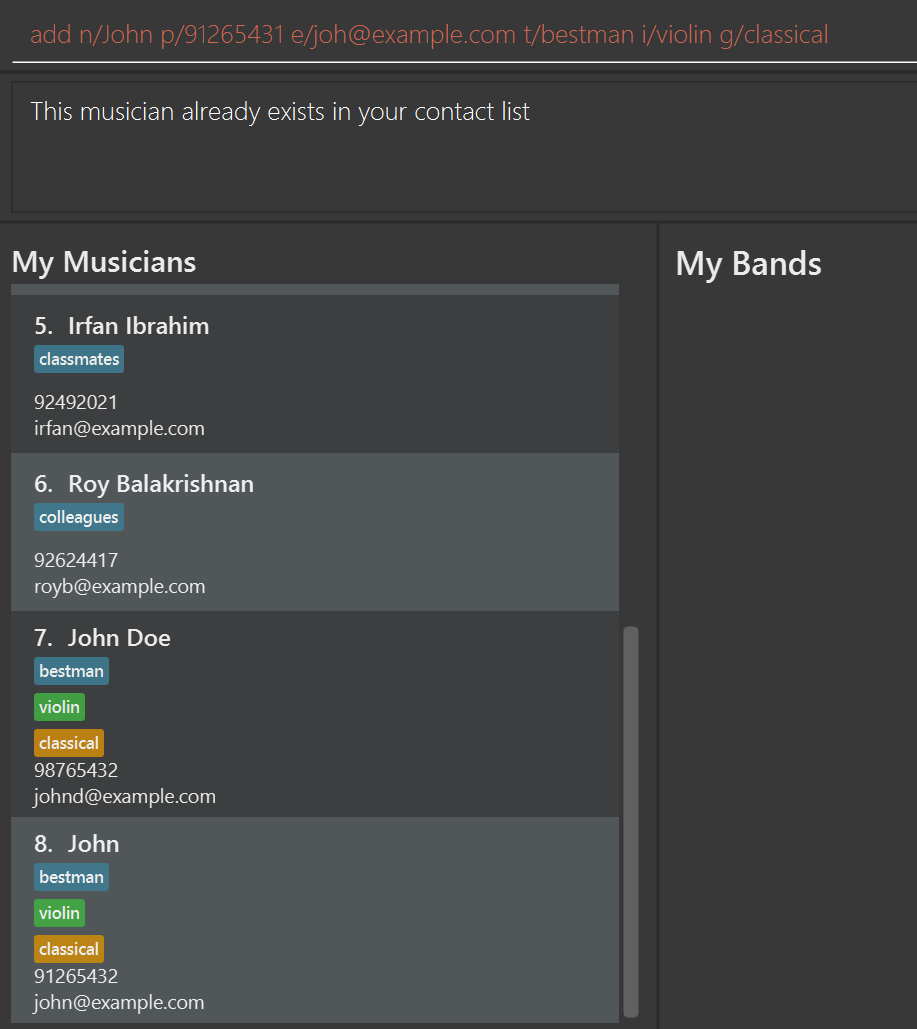 add n/John p/91265431 e/joh@example.com t/bestman i/violin g/classical
This musician already exists in your contact list
My Musicians
My Bands
5. Irfan Ibrahim
classmates
92492021
irfan@example.com
6. Roy Balakrishnan
colleagues
92624417
royb@example.com
7. John Doe
bestman
violin
classical
98765432
johnd@example.com
8. John
bestman
violin
classical
91265432
john@example.com